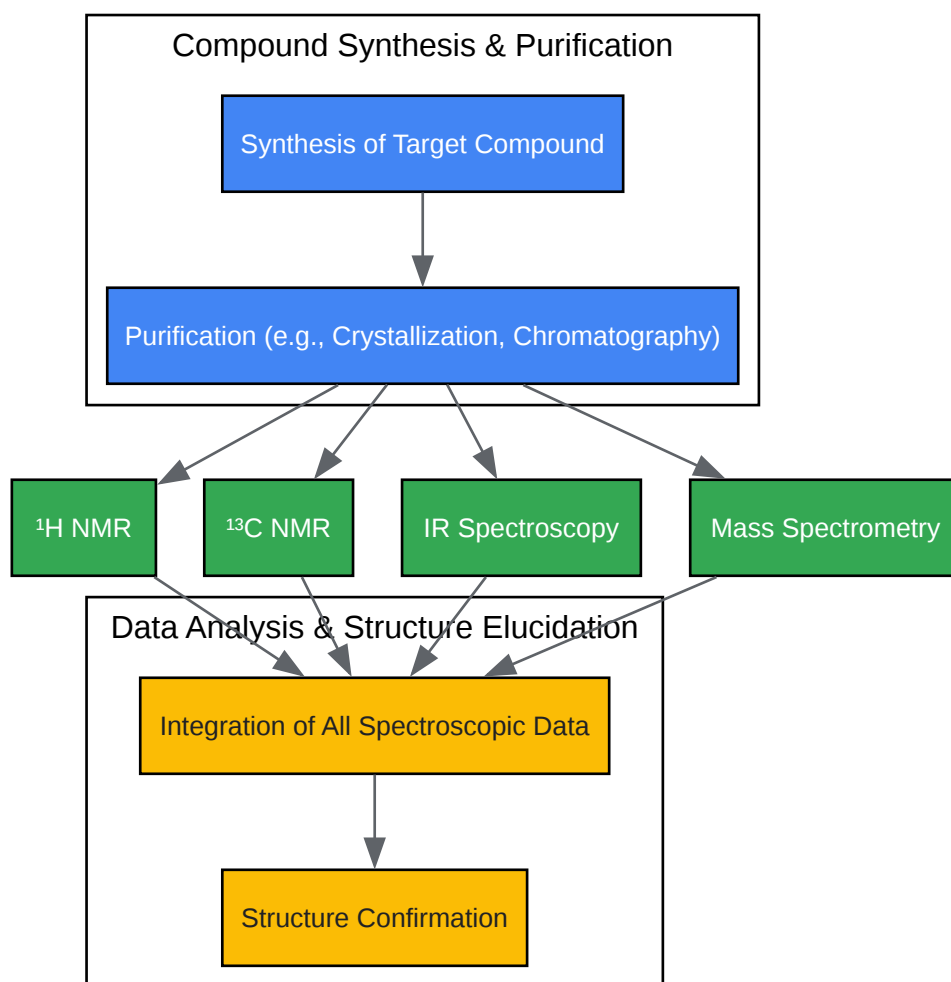 Compound Synthesis & Purification
Synthesis of Target Compound
Purification (e.g., Crystallization, Chromatography)
¹H NMR
¹³C NMR
IR Spectroscopy
Mass Spectrometry
Data Analysis & Structure Elucidation
Integration of All Spectroscopic Data
Structure Confirmation